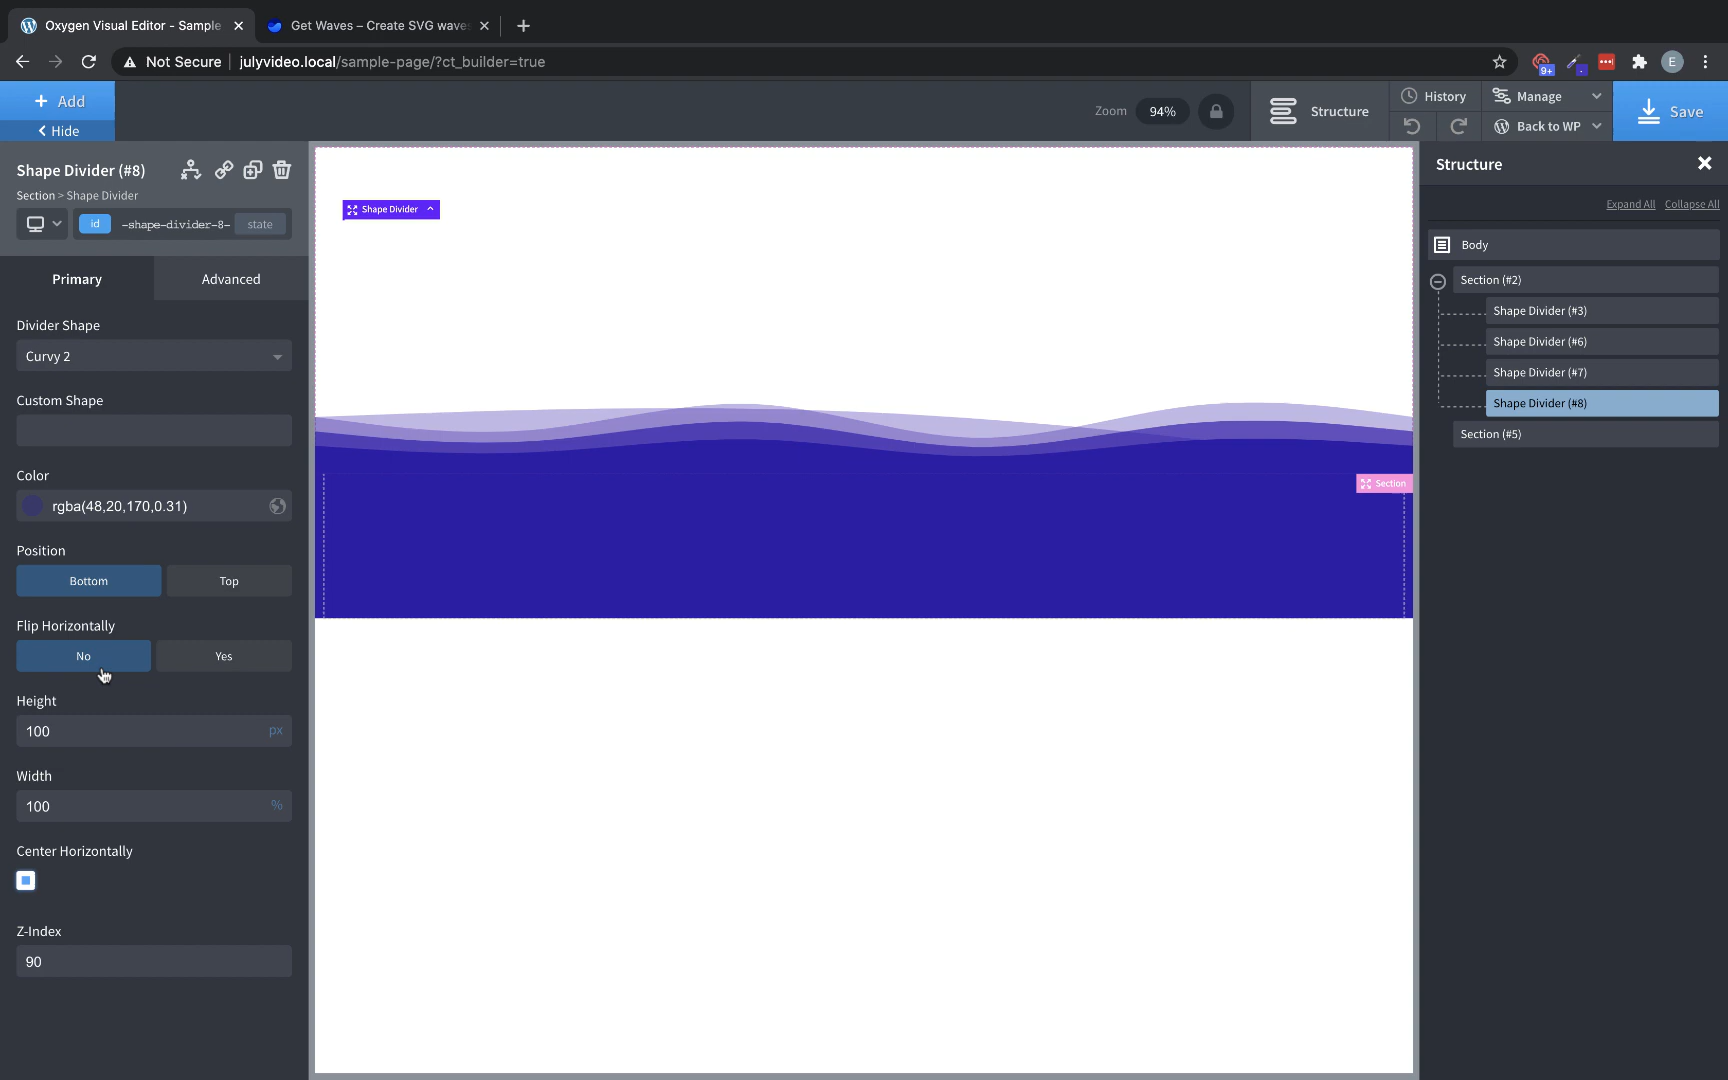 Oxygen Visual Editor - Sample
Get Waves – Create SVG waves
Not Secure
julyvideo.local/sample-page/?ct_builder=true
9+
E
+ Add
Hide
Zoom
94%
Structure
History
Manage
Back to WP
Save
Shape Divider (#8)
Section > Shape Divider
id
-shape-divider-8-
state
Primary
Advanced
Divider Shape
Curvy 2
Custom Shape
Color
rgba(48,20,170,0.31)
Position
Bottom
Top
Flip Horizontally
No
Yes
Height
100
px
Width
100
%
Center Horizontally
Z-Index
90
Shape Divider
Section
Structure
Expand All
Collapse All
Body
Section (#2)
Shape Divider (#3)
Shape Divider (#6)
Shape Divider (#7)
Shape Divider (#8)
Section (#5)